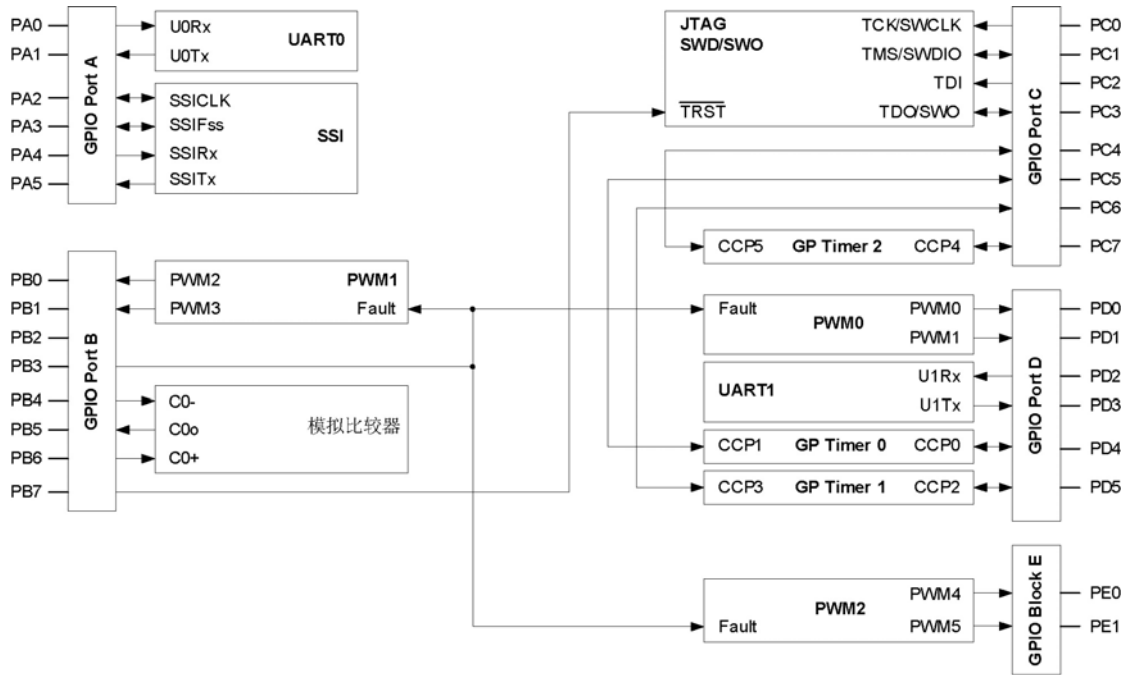 PA0
PA1
PA2
PA3
PA4
PA5
GPIO Port A
U0Rx
U0Tx
UART0
SSICLK
SSIFss
SSIRx
SSITx
SSI
PB0
PB1
PB2
PB3
PB4
PB5
PB6
PB7
GPIO Port B
PWM2
PWM3
PWM1
Fault
C0-
C0o
C0+
模拟比较器
JTAG
SWD/SWO
TRST
TCK/SWCLK
TMS/SWDIO
TDI
TDO/SWO
CCP5 GP Timer 2 CCP4
GPIO Port C
PC0
PC1
PC2
PC3
PC4
PC5
PC6
PC7
Fault
PWM0
PWM0
PWM1
UART1
U1Rx
U1Tx
CCP1 GP Timer 0 CCP0
CCP3 GP Timer 1 CCP2
GPIO Port D
PD0
PD1
PD2
PD3
PD4
PD5
Fault
PWM2
PWM4
PWM5
GPIO Block E
PE0
PE1